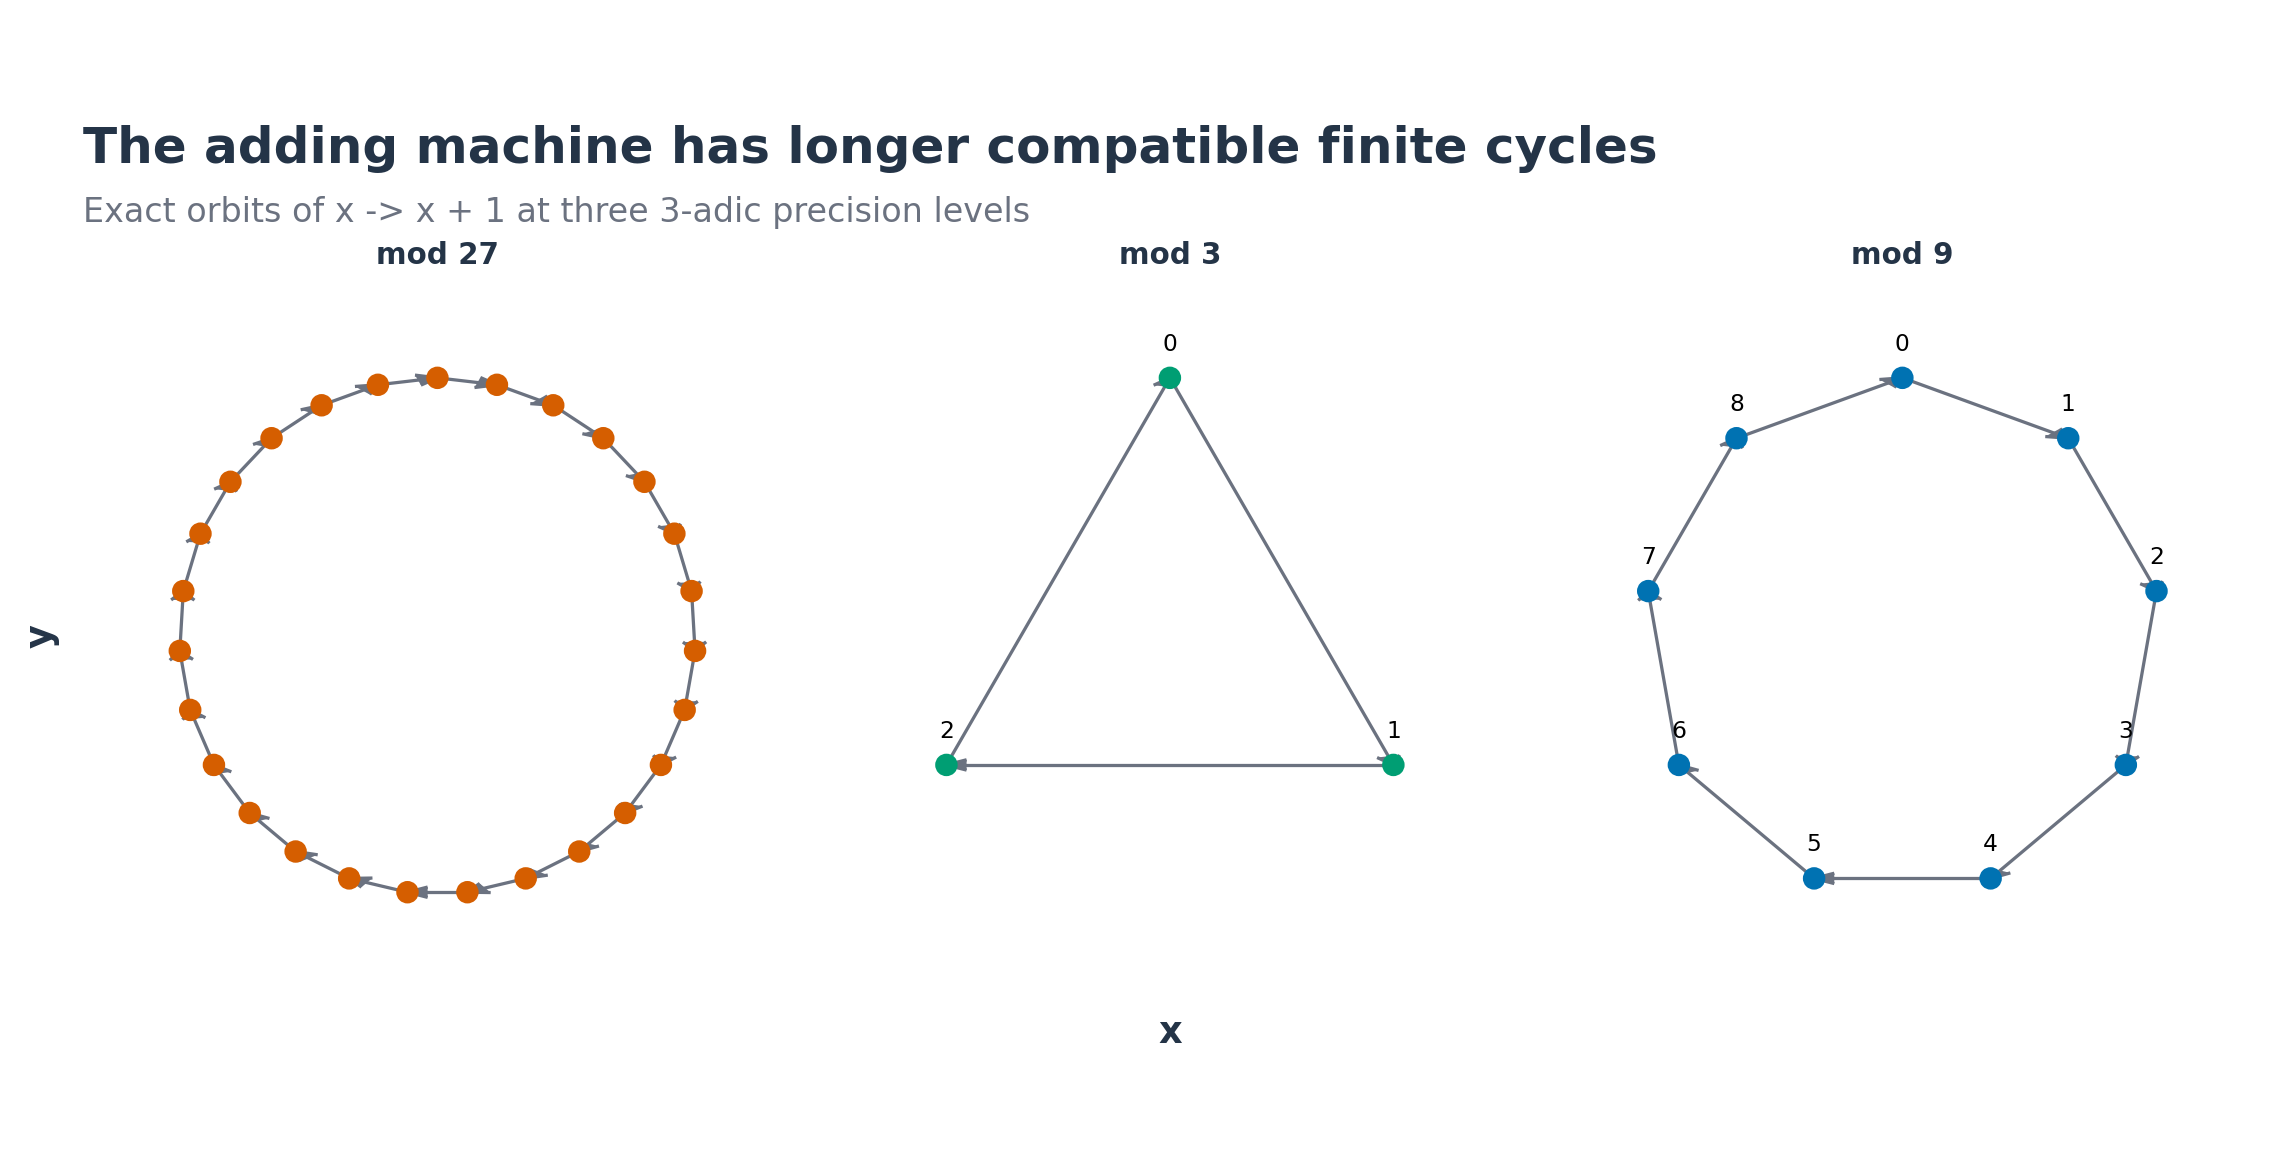 The adding machine has longer compatible finite cycles
Exact orbits of x -> x + 1 at three 3-adic precision levels
mod 27
mod 3
mod 9
y
0
2
1
0
8
1
7
2
6
3
5
4
x